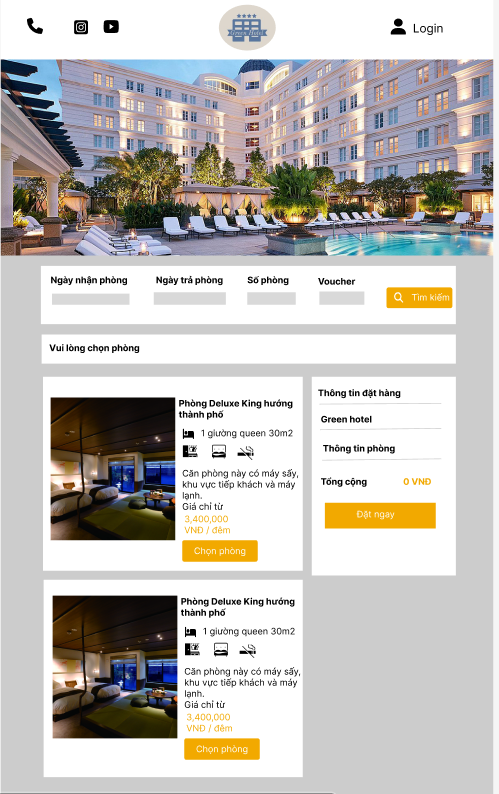 Green Hotel
Login
Ngày nhận phòng
Ngày trả phòng
Số phòng
Voucher
Tìm kiếm
Vui lòng chọn phòng
Phòng Deluxe King hướng
thành phố
1 giường queen 30m2
Căn phòng này có máy sấy,
khu vực tiếp khách và máy
lạnh.
Giá chỉ từ
3,400,000
VNĐ / đêm
Chọn phòng
Thông tin đặt hàng
Green hotel
Thông tin phòng
Tổng cộng 0 VNĐ
Đặt ngay
Phòng Deluxe King hướng
thành phố
1 giường queen 30m2
Căn phòng này có máy sấy,
khu vực tiếp khách và máy
lạnh.
Giá chỉ từ
3,400,000
VNĐ / đêm
Chọn phòng